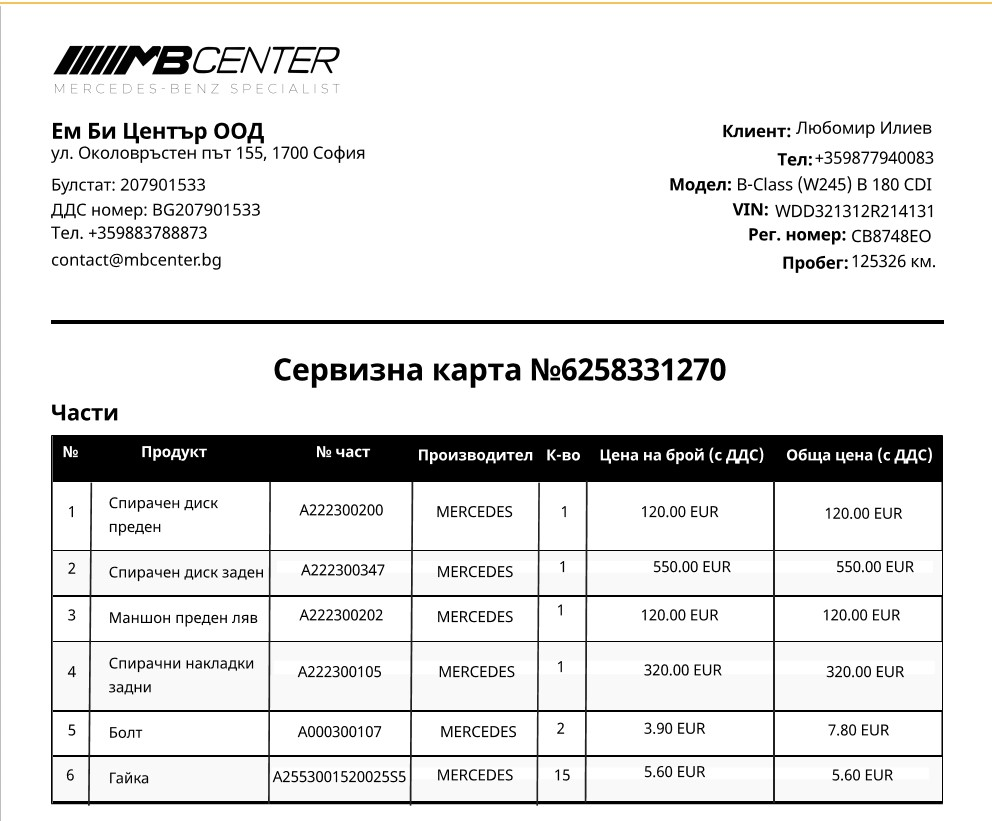 MBCENTER
MERCEDES-BENZ SPECIALIST
Ем Би Център ООД
ул. Околовръстен път 155, 1700 София
Булстат: 207901533
ДДС номер: BG207901533
Тел. +359883788873
contact@mbcenter.bg
Клиент: Любомир Илиев
Тел: +359877940083
Модел: B-Class (W245) B 180 CDI
VIN: WDD321312R214131
Рег. номер: CB8748EO
Пробег: 125326 км.
Сервизна карта №6258331270
Части
№ Продукт № част Производител К-во Цена на брой (с ДДС) Обща цена (с ДДС)
1 Спирачен диск преден A222300200 MERCEDES 1 120.00 EUR 120.00 EUR
2 Спирачен диск заден A222300347 MERCEDES 1 550.00 EUR 550.00 EUR
3 Маншон преден ляв A222300202 MERCEDES 1 120.00 EUR 120.00 EUR
4 Спирачни накладки задни A222300105 MERCEDES 1 320.00 EUR 320.00 EUR
5 Болт A000300107 MERCEDES 2 3.90 EUR 7.80 EUR
6 Гайка A2553001520025S5 MERCEDES 15 5.60 EUR 5.60 EUR